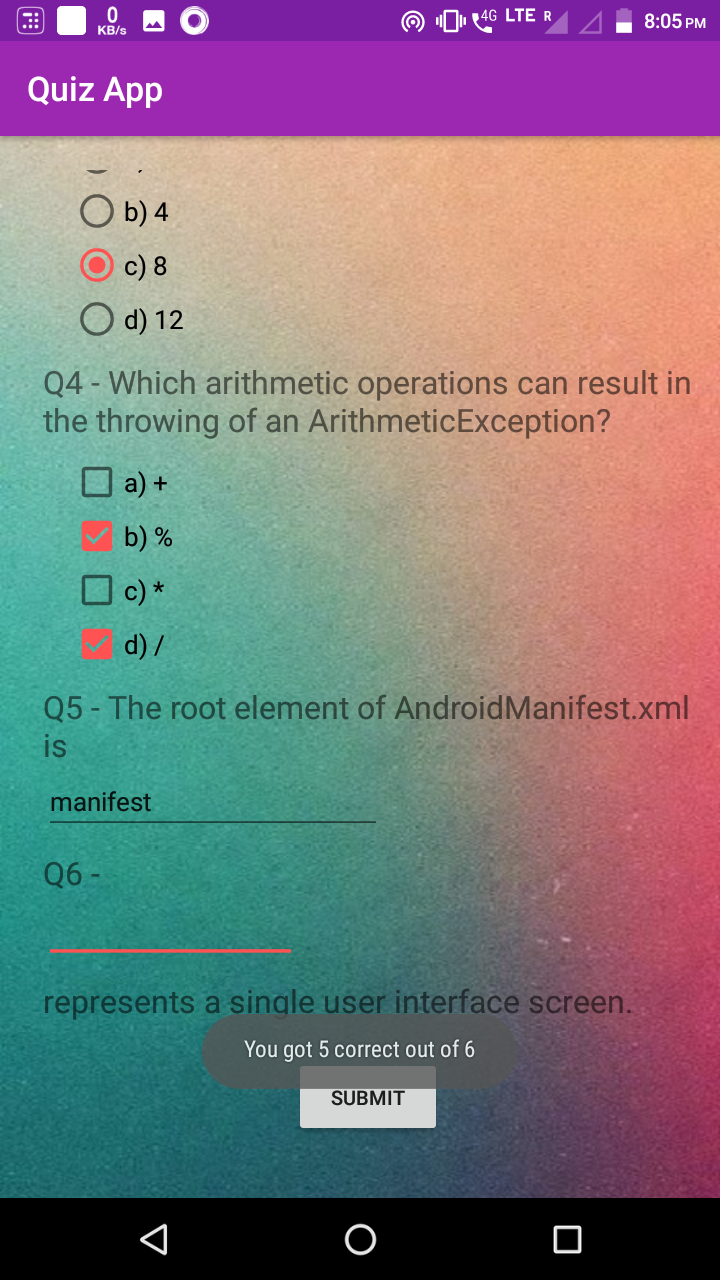 0
KB/s
4G LTE R 8:05 PM
Quiz App
b) 4
c) 8
d) 12
Q4 - Which arithmetic operations can result in
the throwing of an ArithmeticException?
a) +
b) %
c) *
d) /
Q5 - The root element of AndroidManifest.xml
is
manifest
Q6 -
represents a single user interface screen.
You got 5 correct out of 6
SUBMIT